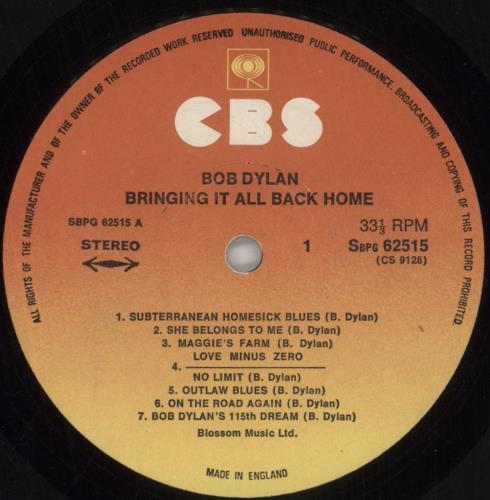 ALL RIGHTS OF THE MANUFACTURER AND OF THE OWNER OF THE RECORDED WORK RESERVED UNAUTHORISED PUBLIC PERFORMANCE, BROADCASTING AND COPYING OF THIS RECORD PROHIBITED.
CBS
BOB DYLAN
BRINGING IT ALL BACK HOME
SBPG 62515 A
33⅓ RPM
STEREO
1
SBPG 62515
(CS 9128)
1. SUBTERRANEAN HOMESICK BLUES (B. Dylan)
2. SHE BELONGS TO ME (B. Dylan)
3. MAGGIE'S FARM (B. Dylan)
LOVE MINUS ZERO
4.
NO LIMIT (B. Dylan)
5. OUTLAW BLUES (B. Dylan)
6. ON THE ROAD AGAIN (B. Dylan)
7. BOB DYLAN'S 115th DREAM (B. Dylan)
Blossom Music Ltd.
MADE IN ENGLAND